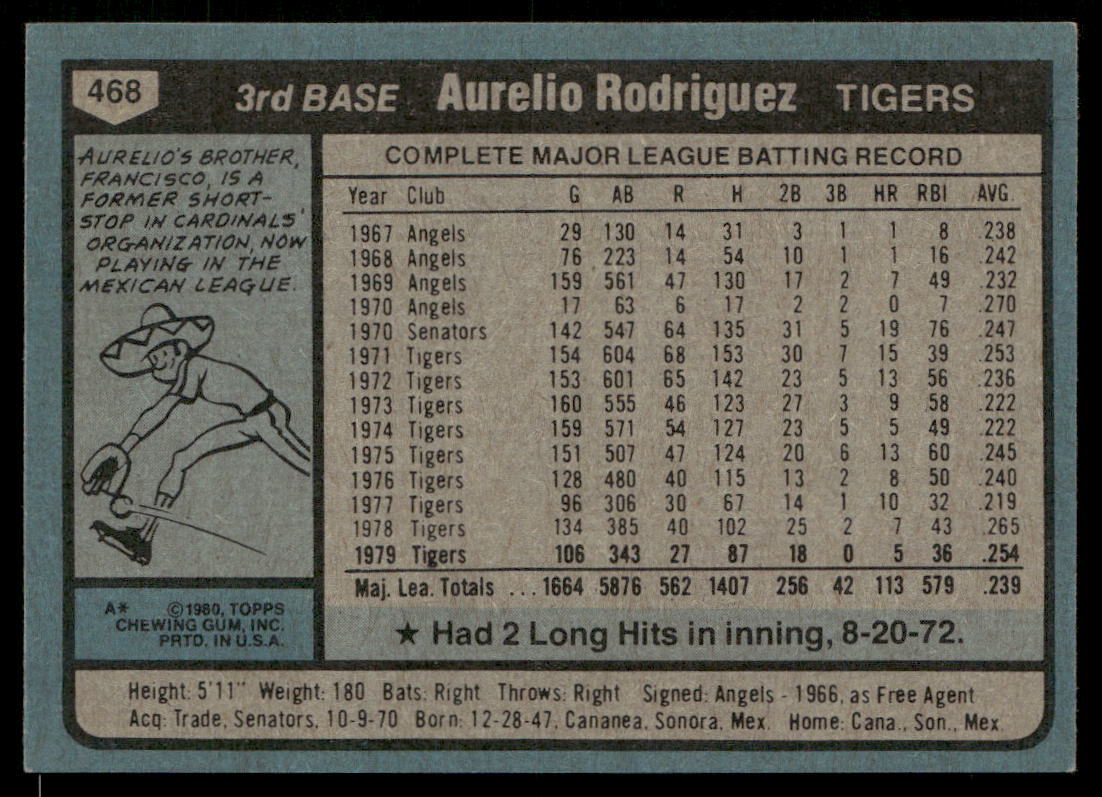 468 3rd BASE Aurelio Rodriguez TIGERS
AURELIO'S BROTHER,
FRANCISCO, IS A
FORMER SHORT-
STOP IN CARDINALS'
ORGANIZATION, NOW
PLAYING IN THE
MEXICAN LEAGUE.
A* ©1980, TOPPS
CHEWING GUM, INC.
PRTD. IN U.S.A.
COMPLETE MAJOR LEAGUE BATTING RECORD
Year Club G AB R H 2B 3B HR RBI AVG.
1967 Angels 29 130 14 31 3 1 1 8 .238
1968 Angels 76 223 14 54 10 1 1 16 .242
1969 Angels 159 561 47 130 17 2 7 49 .232
1970 Angels 17 63 6 17 2 2 0 7 .270
1970 Senators 142 547 64 135 31 5 19 76 .247
1971 Tigers 154 604 68 153 30 7 15 39 .253
1972 Tigers 153 601 65 142 23 5 13 56 .236
1973 Tigers 160 555 46 123 27 3 9 58 .222
1974 Tigers 159 571 54 127 23 5 5 49 .222
1975 Tigers 151 507 47 124 20 6 13 60 .245
1976 Tigers 128 480 40 115 13 2 8 50 .240
1977 Tigers 96 306 30 67 14 1 10 32 .219
1978 Tigers 134 385 40 102 25 2 7 43 .265
1979 Tigers 106 343 27 87 18 0 5 36 .254
Maj. Lea. Totals ... 1664 5876 562 1407 256 42 113 579 .239
★ Had 2 Long Hits in inning, 8-20-72.
Height: 5'11" Weight: 180 Bats: Right Throws: Right Signed: Angels - 1966, as Free Agent
Acq: Trade, Senators, 10-9-70 Born: 12-28-47, Cananea, Sonora, Mex. Home: Cana., Son., Mex.